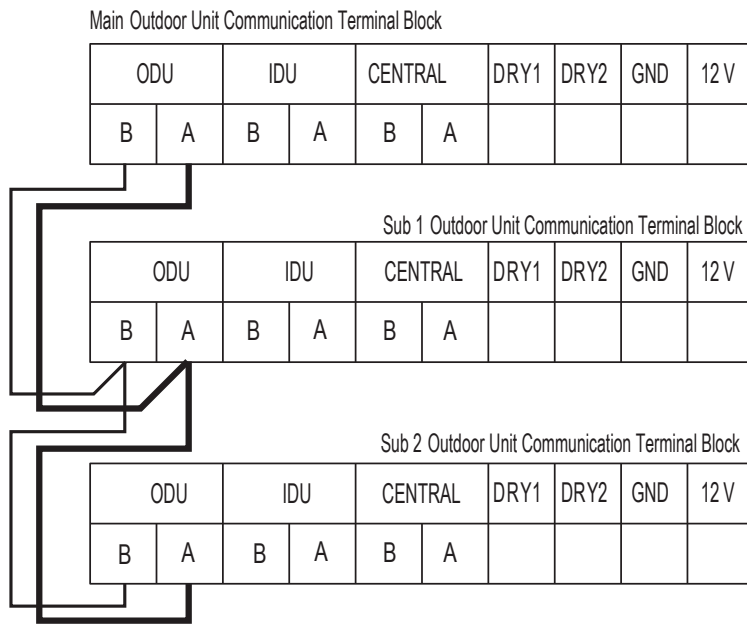 Main Outdoor Unit Communication Terminal Block
ODU IDU CENTRAL DRY1 DRY2 GND 12 V
B A B A B A
Sub 1 Outdoor Unit Communication Terminal Block
ODU IDU CENTRAL DRY1 DRY2 GND 12 V
B A B A B A
Sub 2 Outdoor Unit Communication Terminal Block
ODU IDU CENTRAL DRY1 DRY2 GND 12 V
B A B A B A